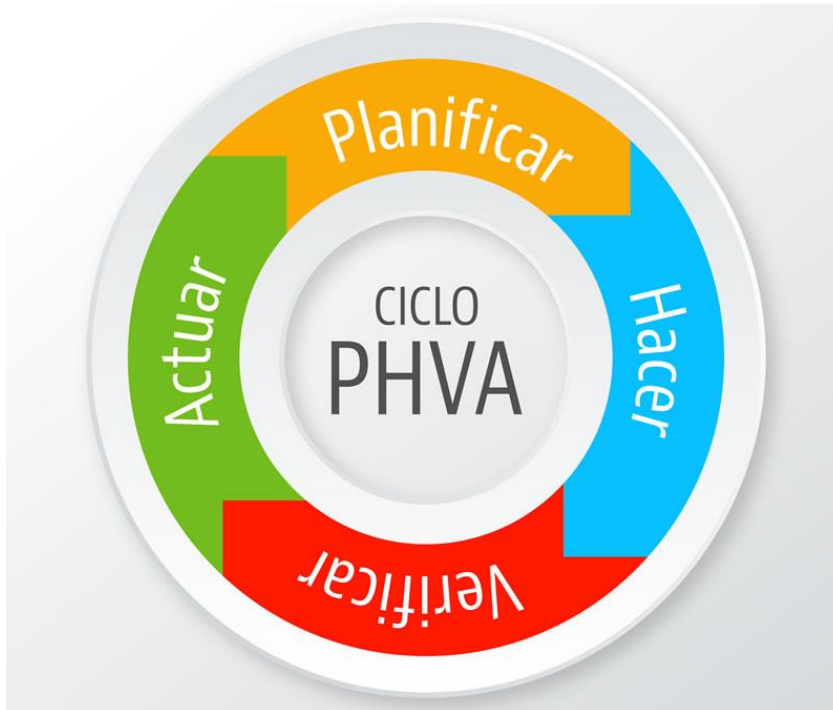 Planificar
Hacer
Verificar
Actuar
CICLO
PHVA